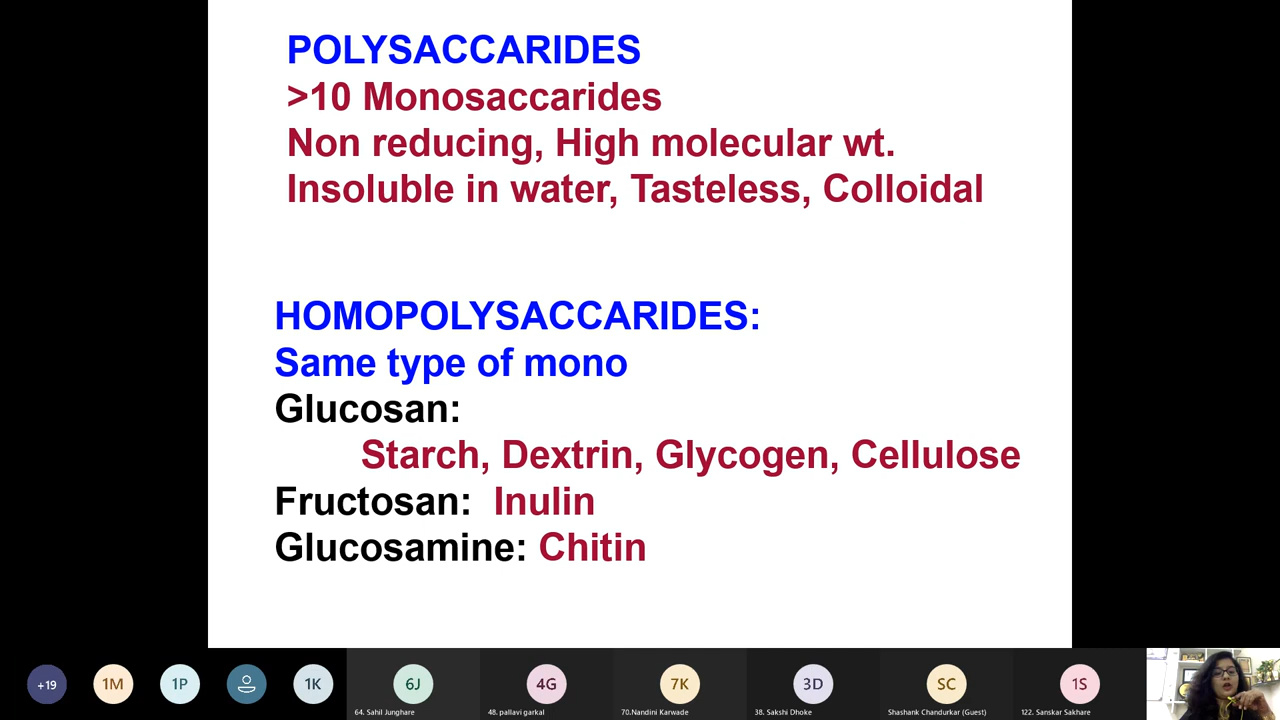 POLYSACCARIDES
>10 Monosaccarides
Non reducing, High molecular wt.
Insoluble in water, Tasteless, Colloidal
HOMOPOLYSACCARIDES:
Same type of mono
Glucosan:
Starch, Dextrin, Glycogen, Cellulose
Fructosan: Inulin
Glucosamine: Chitin
+19 1M 1P 1K 6J 4G 7K 3D SC 1S
64. Sahil Junghare 48. pallavi garkal 70.Nandini Karwade 38. Sakshi Dhoke Shashank Chandurkar (Guest) 122. Sanskar Sakhare